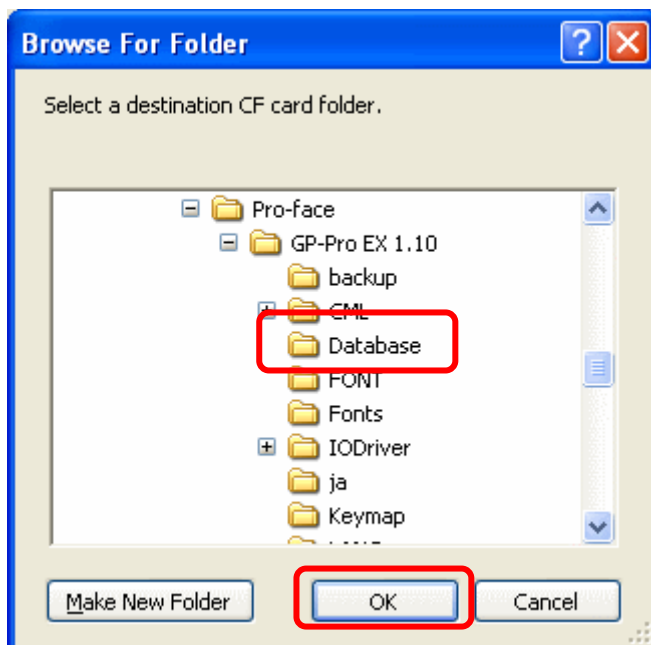 Browse For Folder
Select a destination CF card folder.
Pro-face
GP-Pro EX 1.10
backup
CML
Database
FONT
Fonts
IODriver
ja
Keymap
Make New Folder OK Cancel